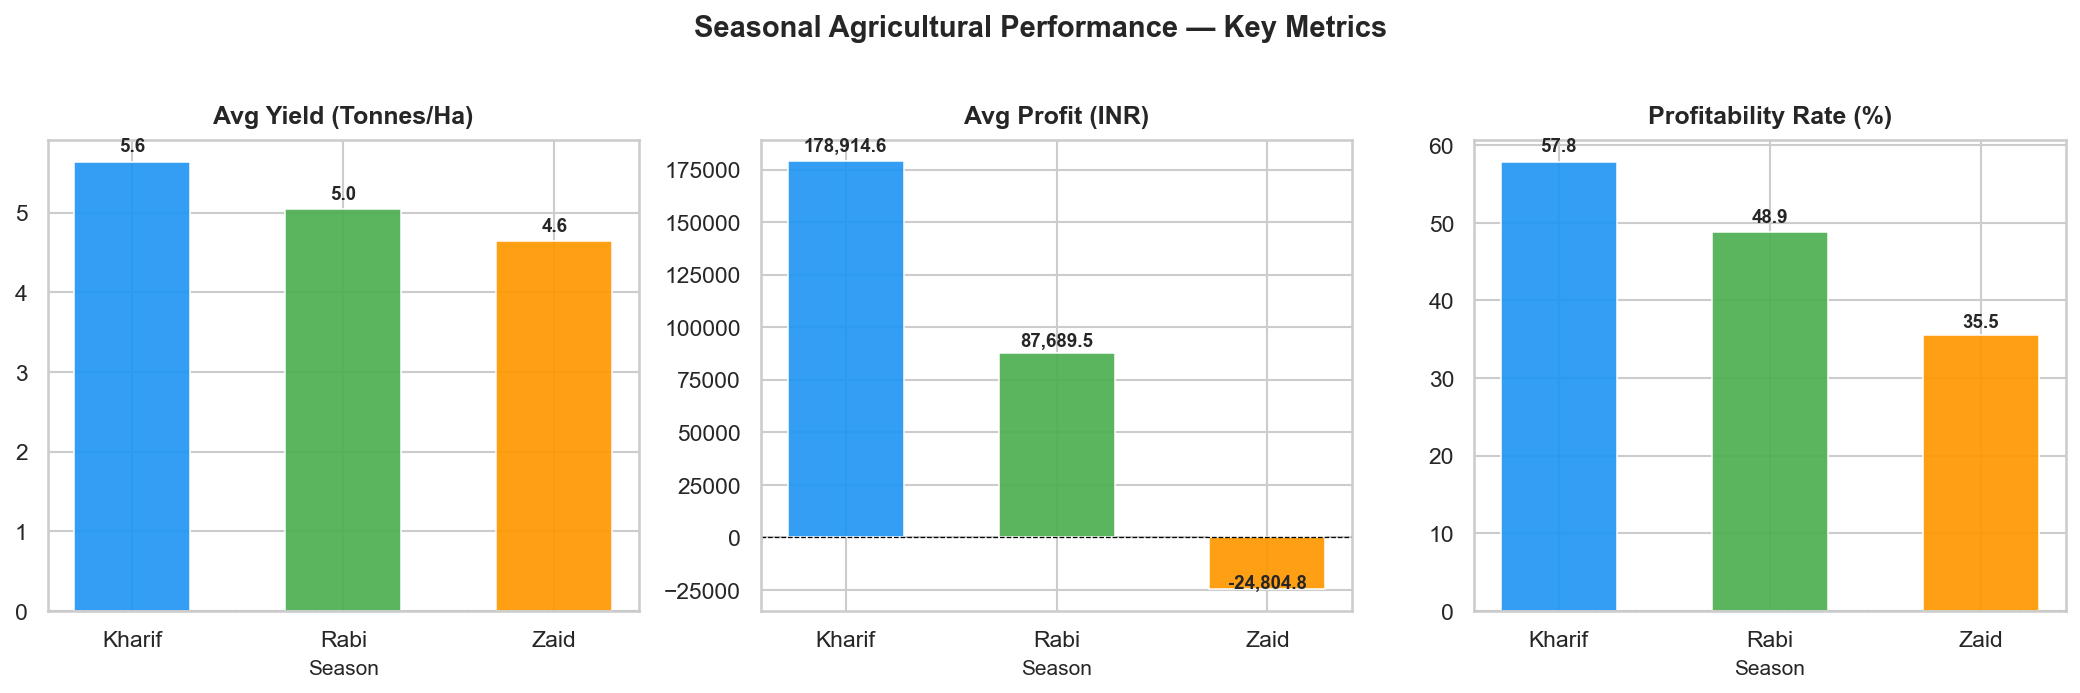 Seasonal Agricultural Performance — Key Metrics
Avg Yield (Tonnes/Ha)
5.6
5.0
4.6
5
4
3
2
1
0
Kharif
Rabi
Zaid
Season
Avg Profit (INR)
178,914.6
87,689.5
-24,804.8
175000
150000
125000
100000
75000
50000
25000
0
−25000
Kharif
Rabi
Zaid
Season
Profitability Rate (%)
57.8
48.9
35.5
60
50
40
30
20
10
0
Kharif
Rabi
Zaid
Season